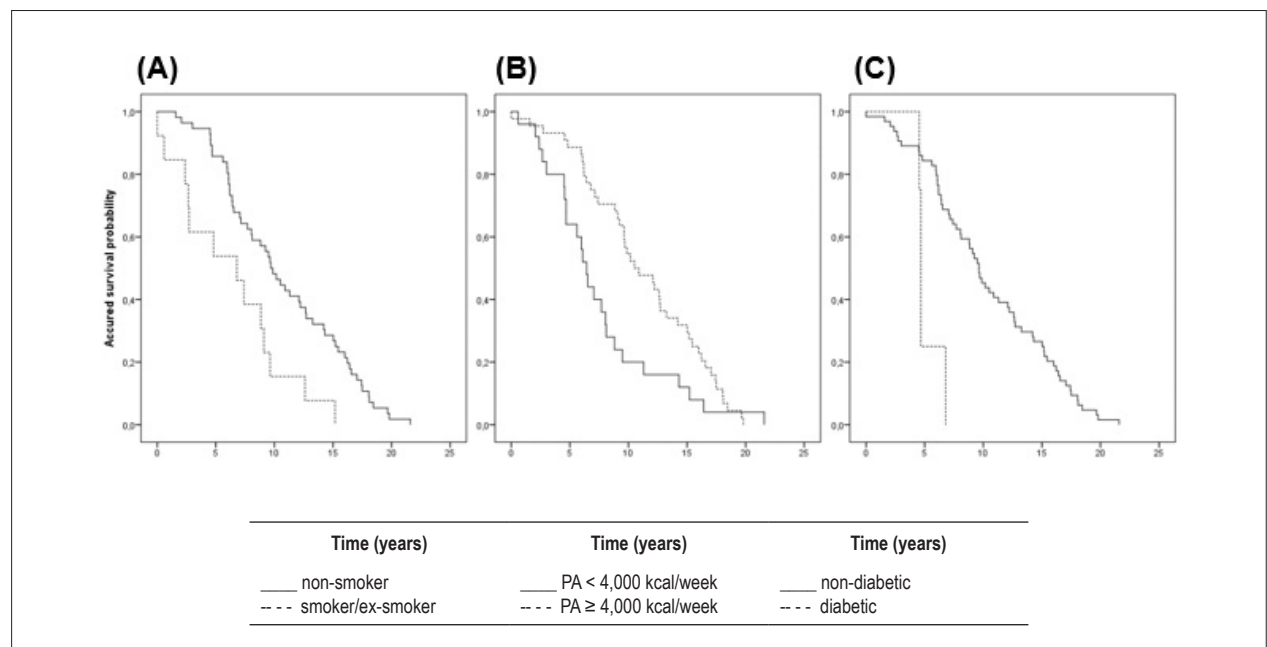 (A) (B) (C)
Accured survival probability
1,0
0,8
0,6
0,4
0,2
0,0
0 5 10 15 20 25
1,0
0,8
0,6
0,4
0,2
0,0
0 5 10 15 20 25
1,0
0,8
0,6
0,4
0,2
0,0
0 5 10 15 20 25
Time (years) Time (years) Time (years)
____ non-smoker ____ PA < 4,000 kcal/week ____ non-diabetic
-- - - smoker/ex-smoker -- - - PA ≥ 4,000 kcal/week -- - - diabetic